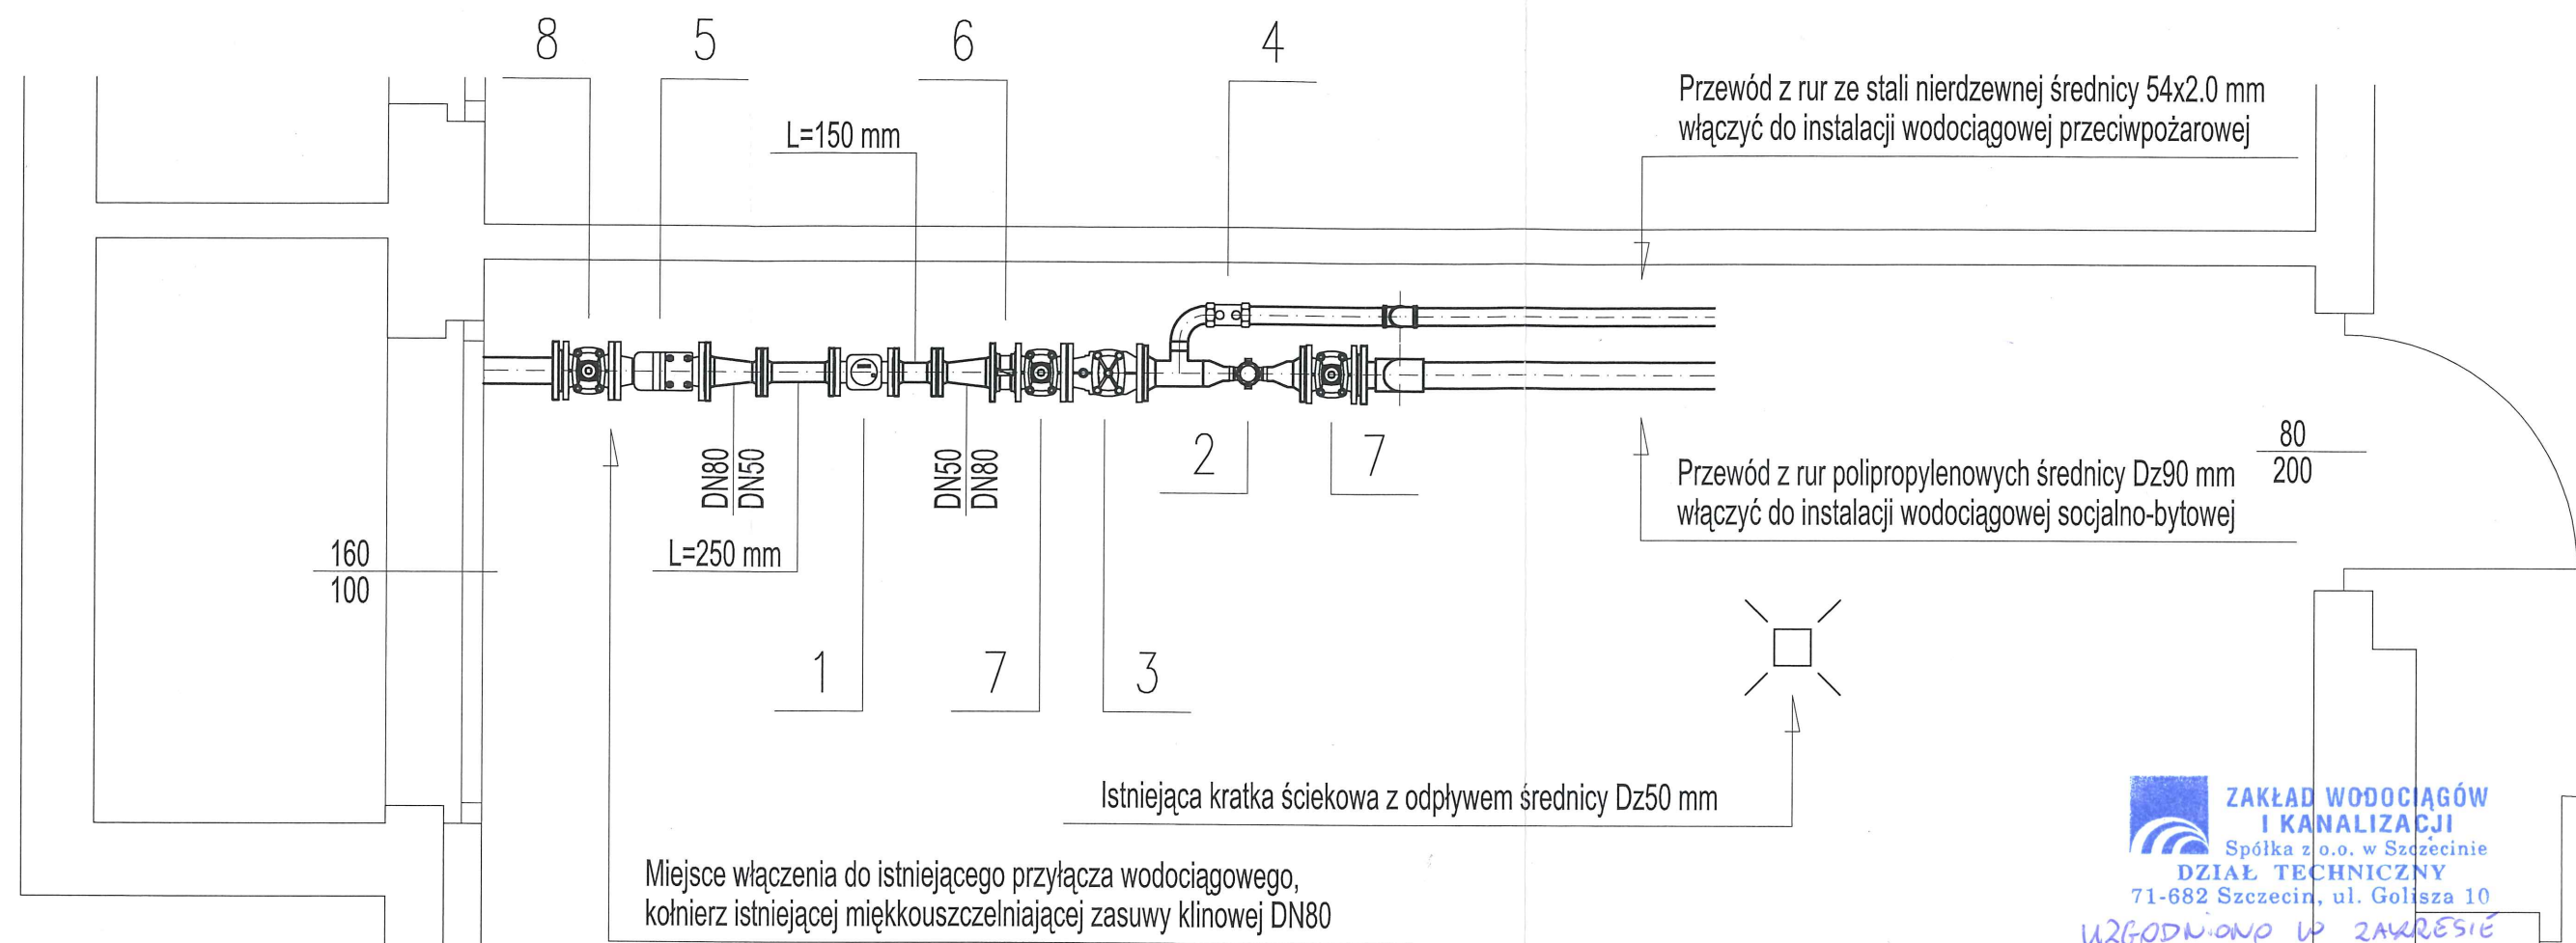 8
5
6
4
L=150 mm
Przewód z rur ze stali nierdzewnej średnicy 54x2.0 mm
włączyć do instalacji wodociągowej przeciwpożarowej
DN80
DN50
DN50
DN80
2
7
80
200
Przewód z rur polipropylenowych średnicy Dz90 mm
włączyć do instalacji wodociągowej socjalno-bytowej
L=250 mm
160
100
1
7
3
Istniejąca kratka ściekowa z odpływem średnicy Dz50 mm
Miejsce włączenia do istniejącego przyłącza wodociągowego,
kołnierz istniejącej miękkouszczelniającej zasuwy klinowej DN80
ZAKŁAD WODOCIĄGÓW
I KANALIZACJI
Spółka z o.o. w Szczecinie
DZIAŁ TECHNICZNY
71-682 Szczecin, ul. Golisza 10
UZGODNIONO W ZAKRESIE